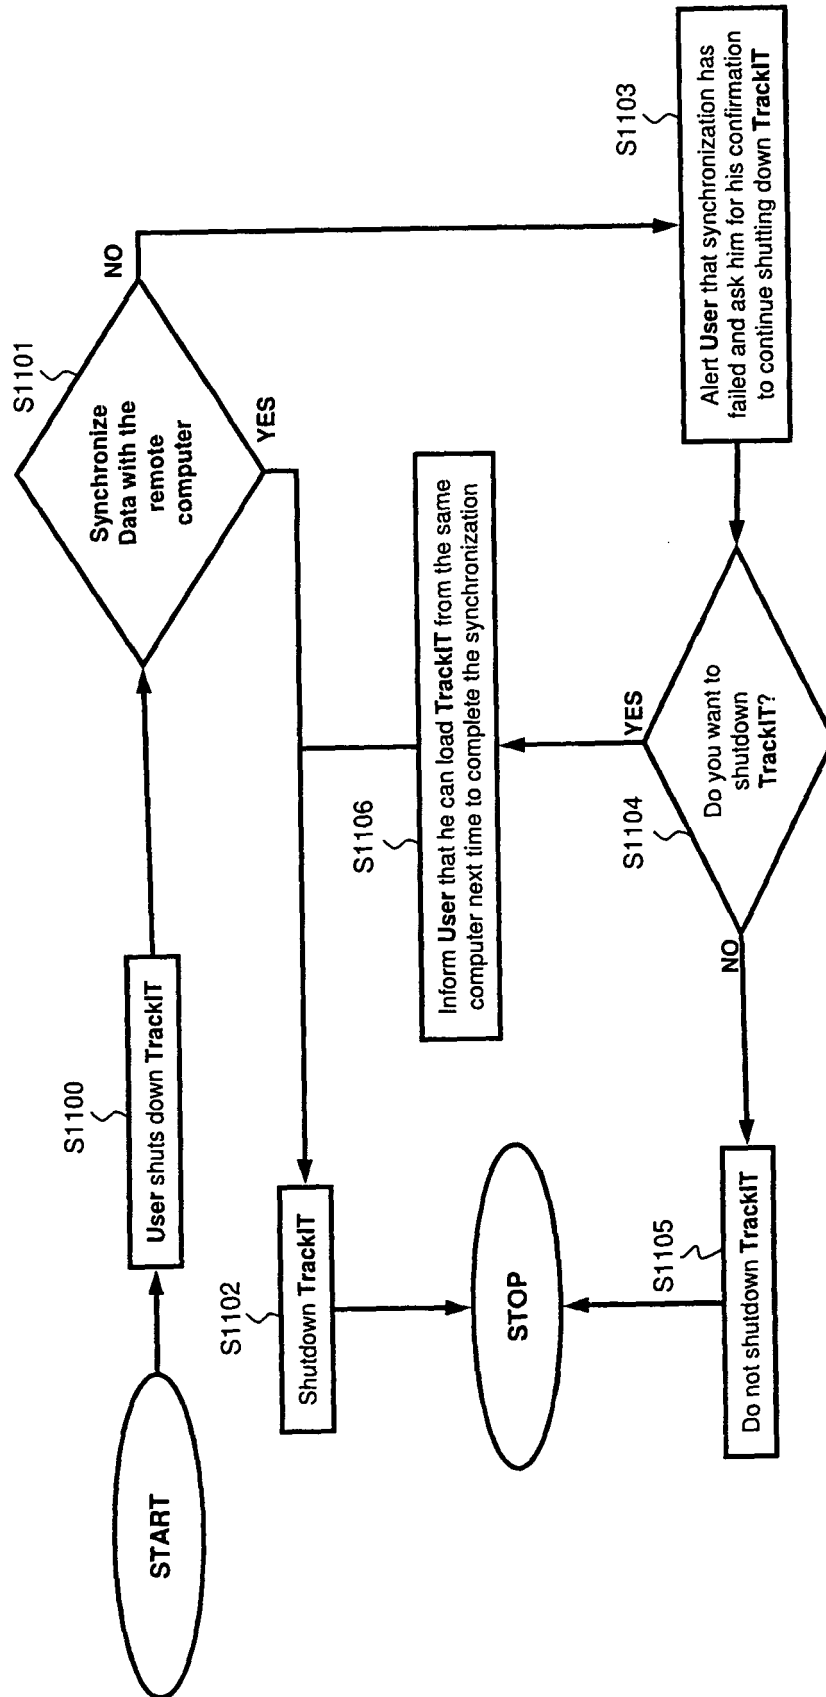 START
S1100
User shuts down TrackIT
S1101
Synchronize
Data with the
remote
computer
NO
YES
S1102
Shutdown TrackIT
STOP
S1106
Inform User that he can load TrackIT from the same
computer next time to complete the synchronization
S1103
Alert User that synchronization has
failed and ask him for his confirmation
to continue shutting down TrackIT
S1104
Do you want to
shutdown
TrackIT?
YES
NO
S1105
Do not shutdown TrackIT